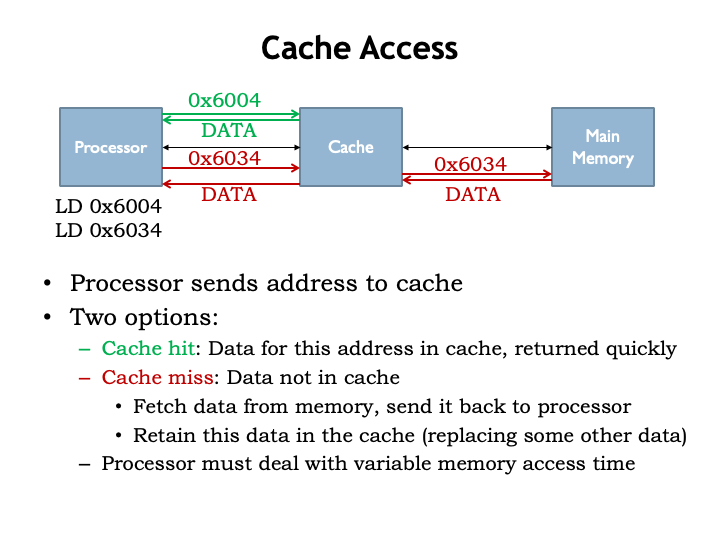 Cache Access
0x6004
DATA
Processor
Cache
Main
Memory
0x6034
0x6034
DATA
DATA
LD 0x6004
LD 0x6034
• Processor sends address to cache
• Two options:
– Cache hit: Data for this address in cache, returned quickly
– Cache miss: Data not in cache
• Fetch data from memory, send it back to processor
• Retain this data in the cache (replacing some other data)
– Processor must deal with variable memory access time